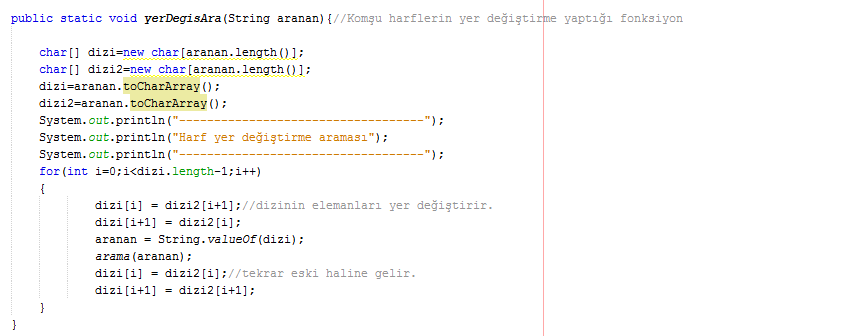 public static void yerDegisAra(String aranan){//Komşu harflerin yer değiştirme yaptığı fonksiyon
char[] dizi=new char[aranan.length()];
char[] dizi2=new char[aranan.length()];
dizi=aranan.toCharArray();
dizi2=aranan.toCharArray();
System.out.println("-----------------------------------");
System.out.println("Harf yer değiştirme araması");
System.out.println("-----------------------------------");
for(int i=0;i<dizi.length-1;i++)
{
dizi[i] = dizi2[i+1];//dizinin elemanları yer değiştirir.
dizi[i+1] = dizi2[i];
aranan = String.valueOf(dizi);
arama(aranan);
dizi[i] = dizi2[i];//tekrar eski haline gelir.
dizi[i+1] = dizi2[i+1];
}
}